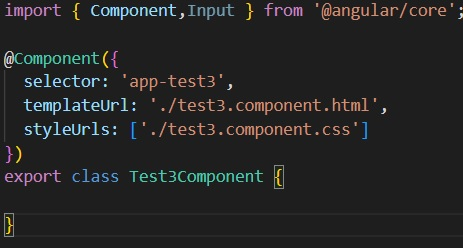 import { Component,Input } from '@angular/core';
@Component({
  selector: 'app-test3',
  templateUrl: './test3.component.html',
  styleUrls: ['./test3.component.css']
})
export class Test3Component {
}